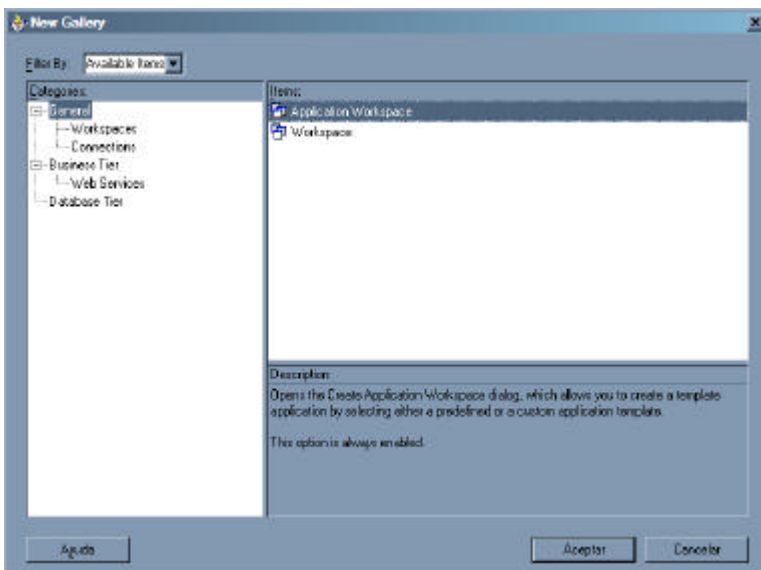 New Gallery
Filter By: Available Items
Categories:
General
Workspaces
Connections
Business Tier
Web Services
Database Tier
Items:
Application Workspace
Workspace
Description:
Opens the Create Application Workspace dialog, which allows you to create a template
application by selecting either a predefined or a custom application template.
This option is always enabled.
Ayuda
Aceptar
Cancelar